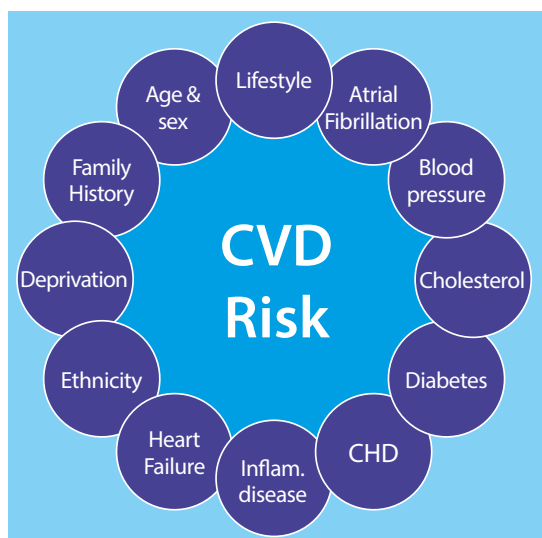 Lifestyle
Atrial
Fibrillation
Blood
pressure
Cholesterol
Diabetes
CHD
Inflam.
disease
Heart
Failure
Ethnicity
Deprivation
Family
History
Age &
sex
CVD
Risk